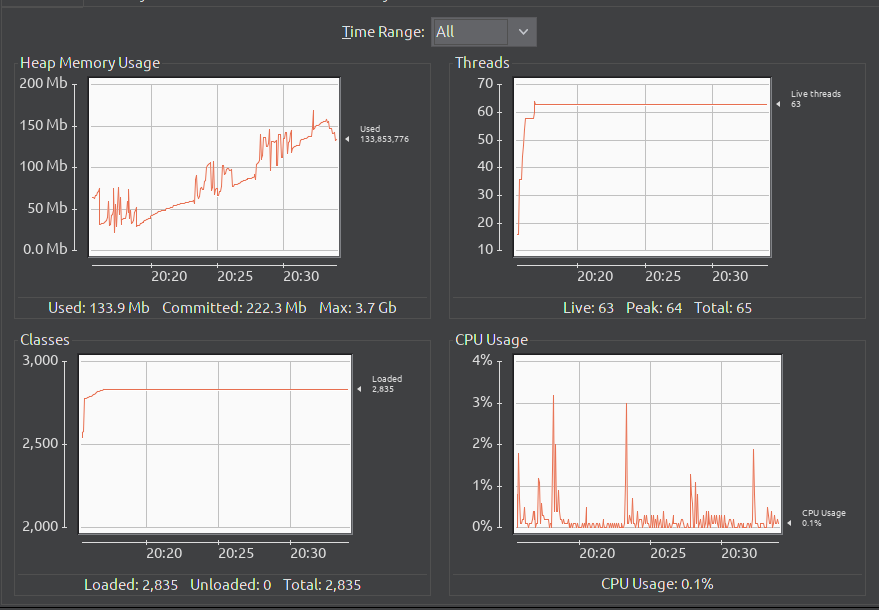 Time Range: All
Heap Memory Usage
200 Mb
150 Mb
100 Mb
50 Mb
0.0 Mb
Used
133,853,776
20:20 20:25 20:30
Used: 133.9 Mb Committed: 222.3 Mb Max: 3.7 Gb
Threads
70
60
50
40
30
20
10
Live threads
63
20:20 20:25 20:30
Live: 63 Peak: 64 Total: 65
Classes
3,000
2,500
2,000
Loaded
2,835
20:20 20:25 20:30
Loaded: 2,835 Unloaded: 0 Total: 2,835
CPU Usage
4%
3%
2%
1%
0%
CPU Usage
0.1%
20:20 20:25 20:30
CPU Usage: 0.1%